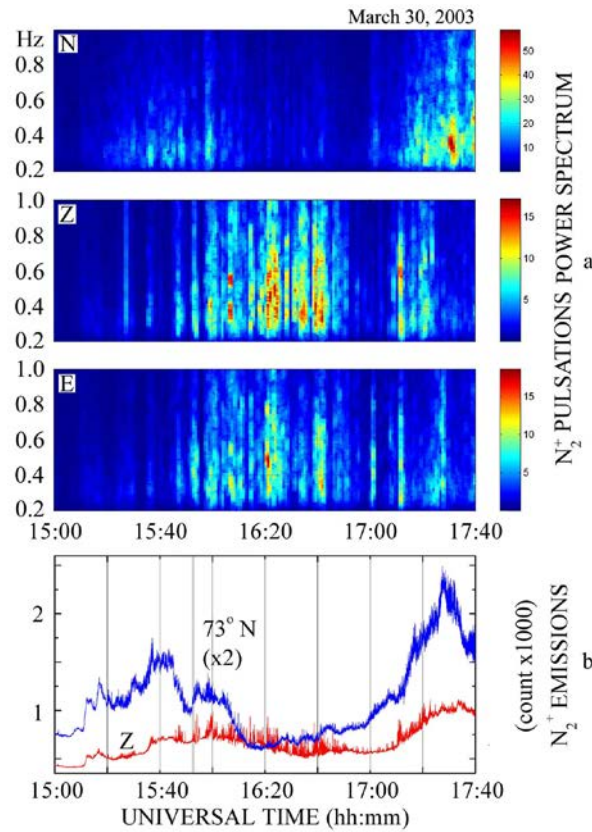 March 30, 2003
Hz
N
0.8
0.6
0.4
0.2
50
40
30
20
10
Z
1.0
0.8
0.6
0.4
0.2
15
10
5
E
1.0
0.8
0.6
0.4
0.2
15
10
5
15:00 15:40 16:20 17:00 17:40
N₂⁺ PULSATIONS POWER SPECTRUM
a
2
1
73° N
(x2)
Z
15:00 15:40 16:20 17:00 17:40
UNIVERSAL TIME (hh:mm)
(count x1000)
N₂⁺ EMISSIONS
b